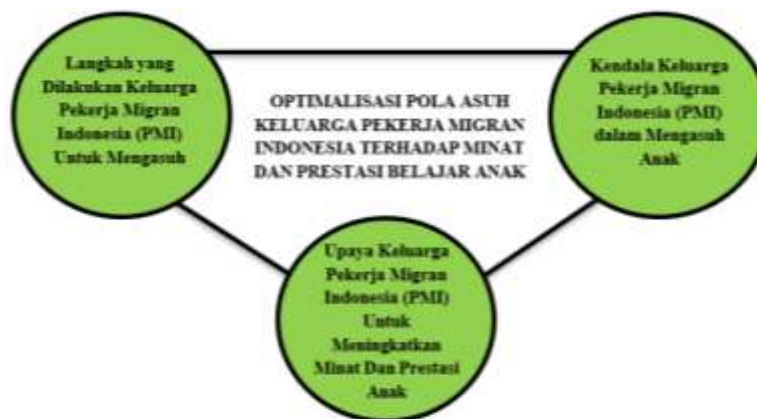 Langkah yang
Dilakukan Keluarga
Pekerja Migran
Indonesia (PMI)
Untuk Mengasuh
OPTIMALISASI POLA ASUH
KELUARGA PEKERJA MIGRAN
INDONESIA TERHADAP MINAT
DAN PRESTASI BELAJAR ANAK
Kendala Keluarga
Pekerja Migran
Indonesia (PMI)
dalam Mengasuh
Anak
Upaya Keluarga
Pekerja Migran
Indonesia (PMI)
Untuk
Meningkatkan
Minat Dan Prestasi
Anak